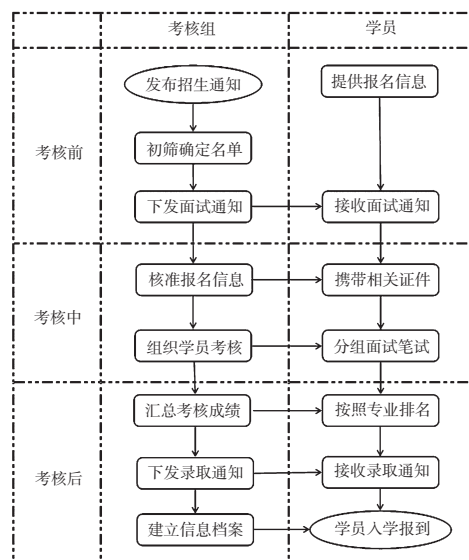 考核组
学员
考核前
发布招生通知
提供报名信息
初筛确定名单
下发面试通知
接收面试通知
考核中
核准报名信息
携带相关证件
组织学员考核
分组面试笔试
考核后
汇总考核成绩
按照专业排名
下发录取通知
接收录取通知
建立信息档案
学员入学报到